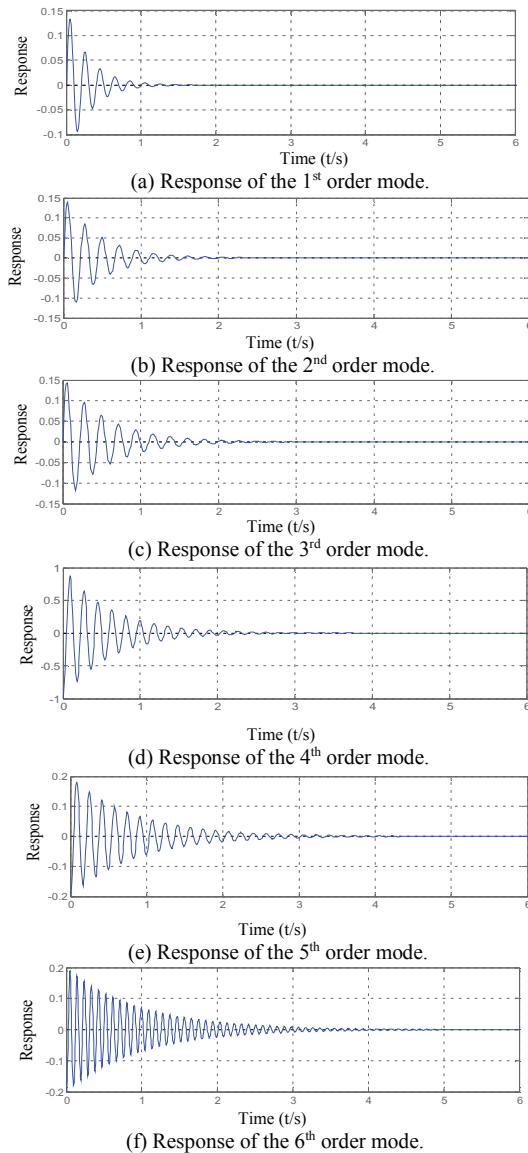 0.15
0.1
0.05
0
-0.05
-0.1
Response
0 1 2 3 4 5 6
Time (t/s)
(a) Response of the 1st order mode.
0.15
0.1
0.05
0
-0.05
-0.1
-0.15
Response
0 1 2 3 4 5 6
Time (t/s)
(b) Response of the 2nd order mode.
0.15
0.1
0.05
0
-0.05
-0.1
-0.15
Response
0 1 2 3 4 5 6
Time (t/s)
(c) Response of the 3rd order mode.
1
0.5
0
-0.5
-1
Response
0 1 2 3 4 5 6
Time (t/s)
(d) Response of the 4th order mode.
0.2
0.1
0
-0.1
-0.2
Response
0 1 2 3 4 5 6
Time (t/s)
(e) Response of the 5th order mode.
0.2
0.1
0
-0.1
-0.2
Response
0 1 2 3 4 5 6
Time (t/s)
(f) Response of the 6th order mode.